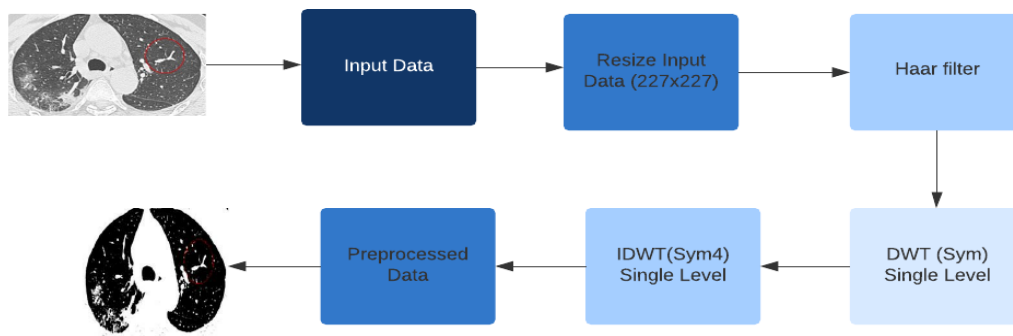 Input Data
Resize Input
Data (227x227)
Haar filter
DWT (Sym)
Single Level
IDWT(Sym4)
Single Level
Preprocessed
Data